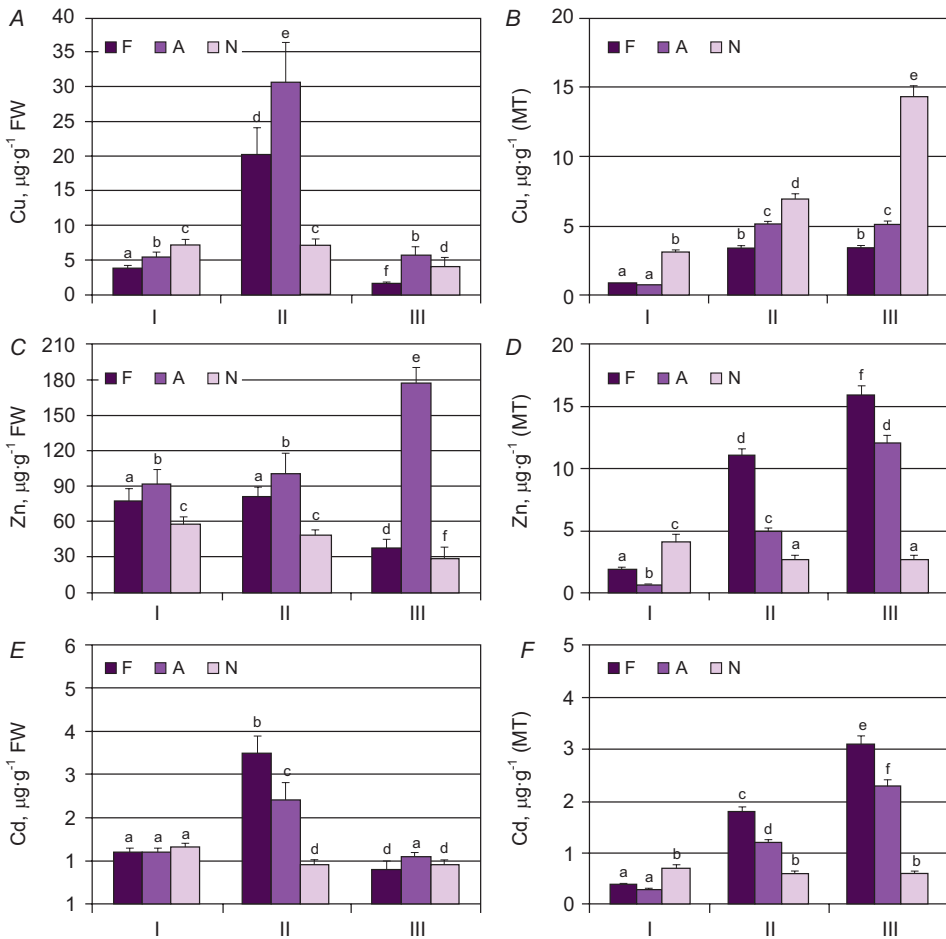 A
Cu, µg·g⁻¹ FW
40
35
30
25
20
15
10
5
0
F A N
a b c d e c f d d
I II III
B
Cu, µg·g⁻¹ (MT)
20
15
10
5
0
F A N
a a b b c d b c e
I II III
C
Zn, µg·g⁻¹ FW
210
180
150
120
90
60
30
0
F A N
a b c a b c d e f
I II III
D
Zn, µg·g⁻¹ (MT)
20
15
10
5
0
F A N
a b c d c a f d a
I II III
E
Cd, µg·g⁻¹ FW
6
5
4
3
2
1
1
F A N
a a a b c d d a d
I II III
F
Cd, µg·g⁻¹ (MT)
5
4
3
2
1
0
F A N
a a b c d b e f b
I II III